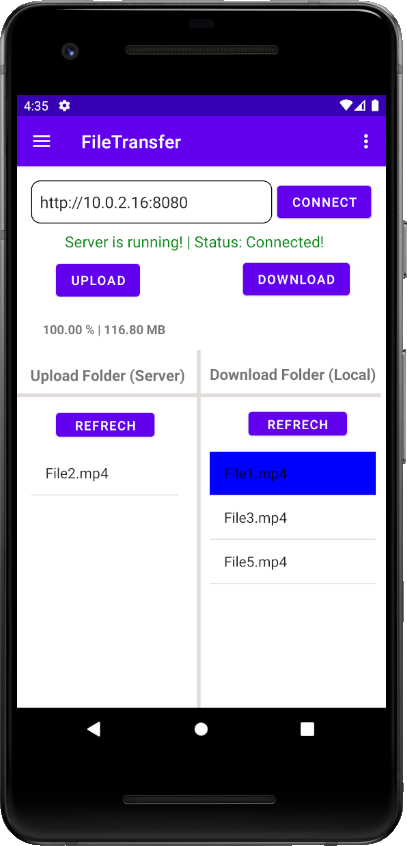 4:35
FileTransfer
http://10.0.2.16:8080 CONNECT
Server is running! | Status: Connected!
UPLOAD DOWNLOAD
100.00 % | 116.80 MB
Upload Folder (Server) Download Folder (Local)
REFRECH REFRECH
File2.mp4 File1.mp4
File3.mp4
File5.mp4